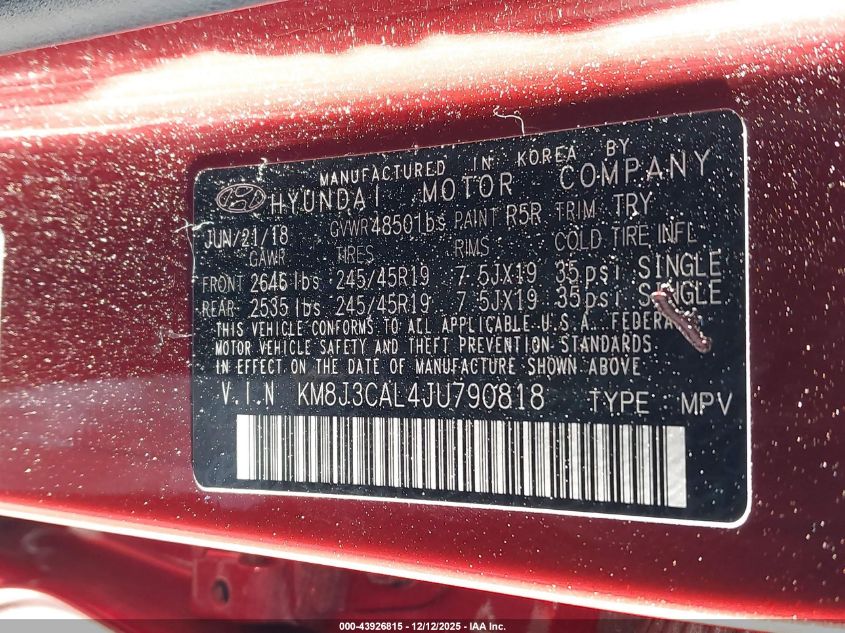 MANUFACTURED IN KOREA BY
HYUNDAI MOTOR COMPANY
JUN/21/18 GVWR 4850lbs PAINT R5R TRIM TRY
GAWR TIRES RIMS COLD TIRE INFL
FRONT 2646 lbs 245/45R19 7.5JX19 35psi SINGLE
REAR 2535 lbs 245/45R19 7.5JX19 35psi SINGLE
THIS VEHICLE CONFORMS TO ALL APPLICABLE U.S.A. FEDERAL
MOTOR VEHICLE SAFETY AND THEFT PREVENTION STANDARDS
IN EFFECT ON THE DATE OF MANUFACTURE SHOWN ABOVE
V.I.N KM8J3CAL4JU790818 TYPE MPV
000-43926815 - 12/12/2025 - IAA Inc.